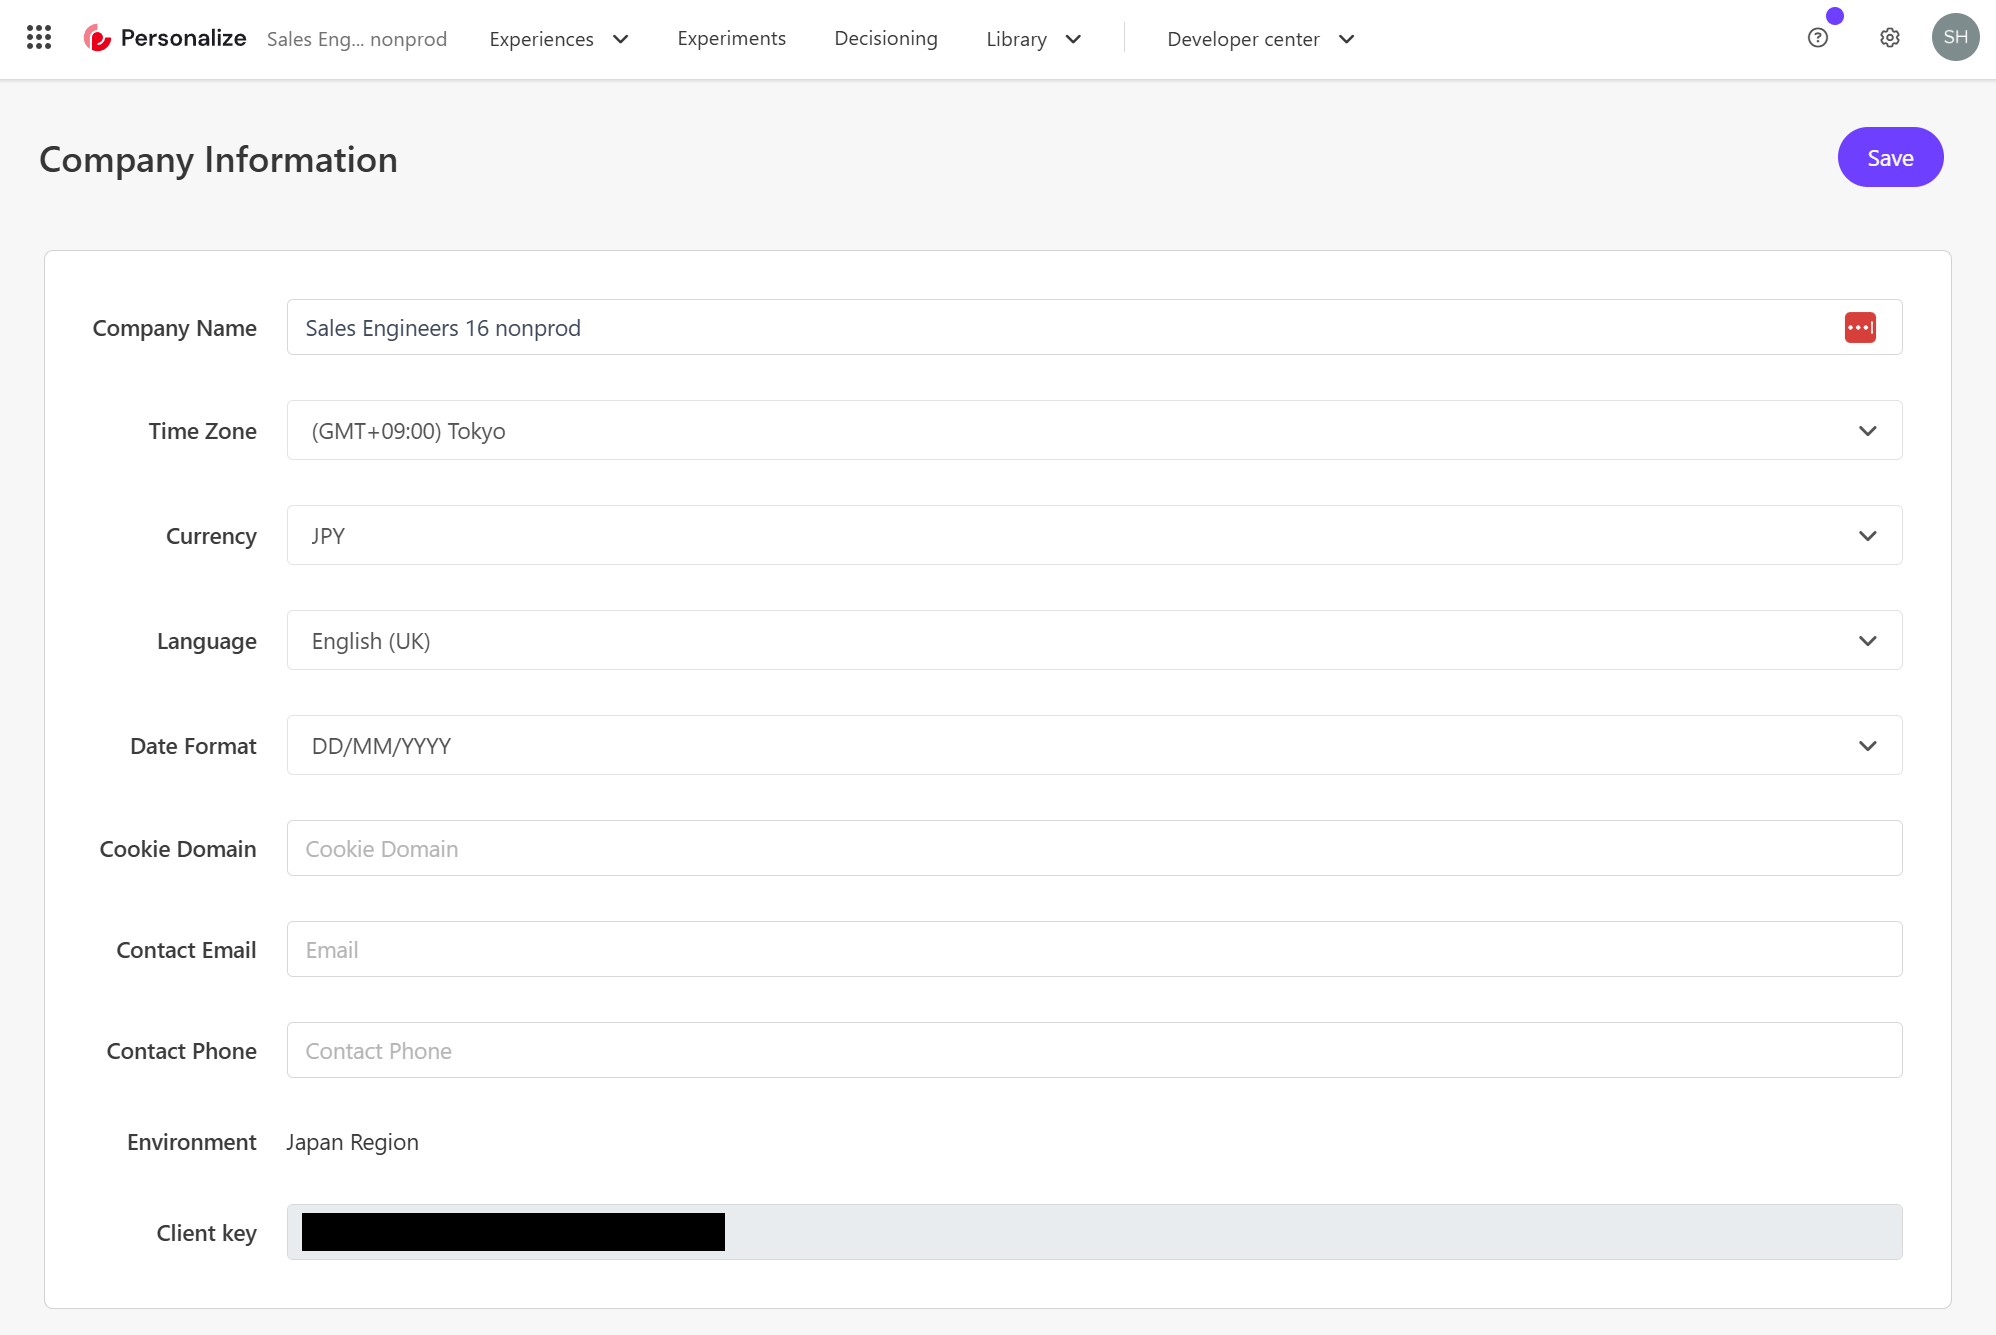 Personalize Sales Eng... nonprod Experiences Experiments Decisioning Library Developer center ? SH
Company Information
Save
Company Name Sales Engineers 16 nonprod
Time Zone (GMT+09:00) Tokyo
Currency JPY
Language English (UK)
Date Format DD/MM/YYYY
Cookie Domain Cookie Domain
Contact Email Email
Contact Phone Contact Phone
Environment Japan Region
Client key